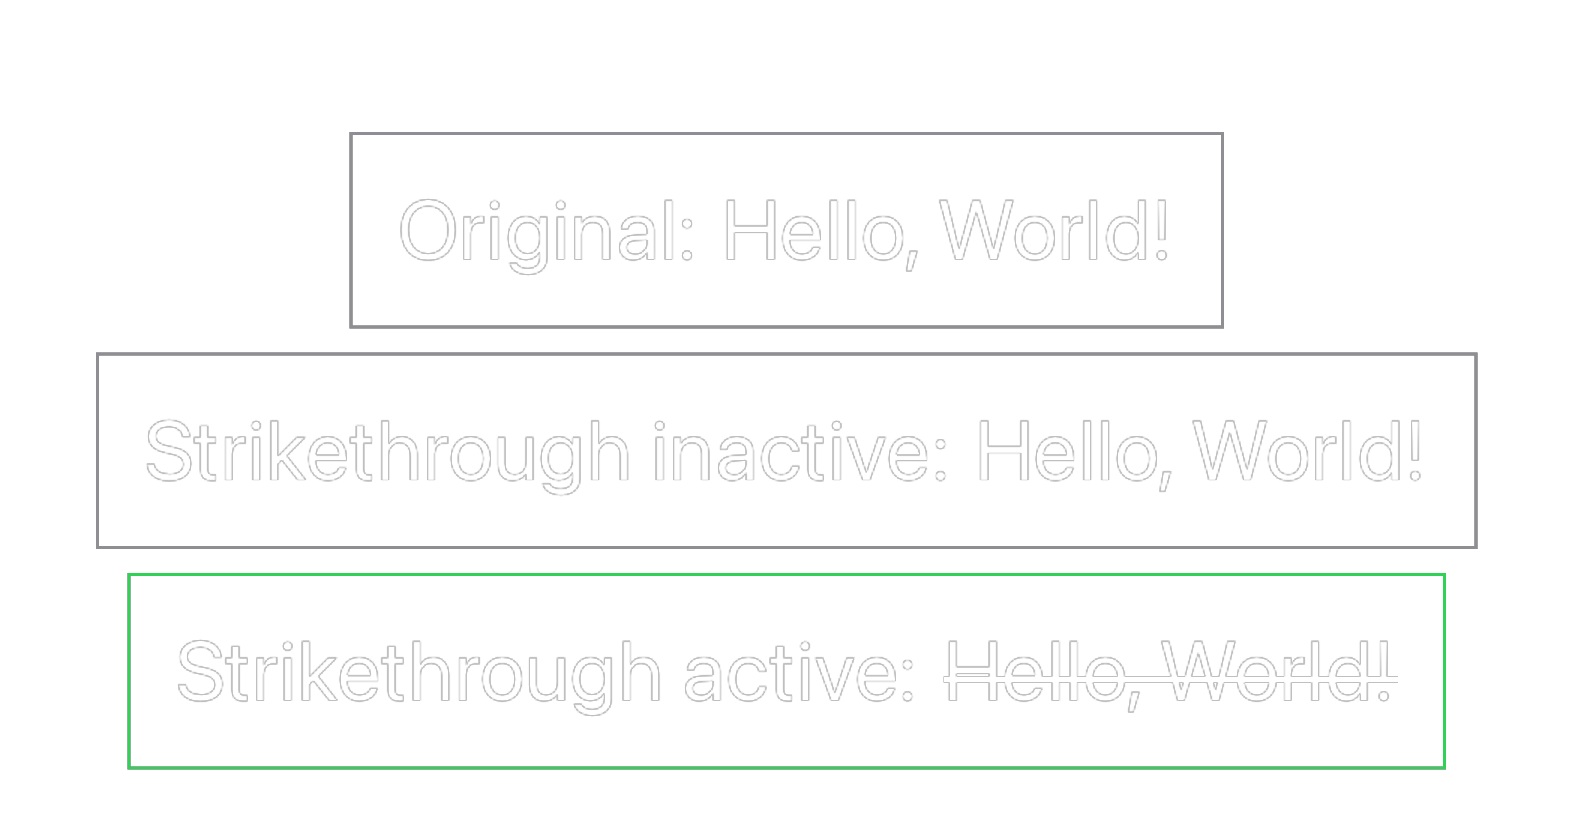 Original: Hello, World!
Strikethrough inactive: Hello, World!
Strikethrough active: Hello, World!